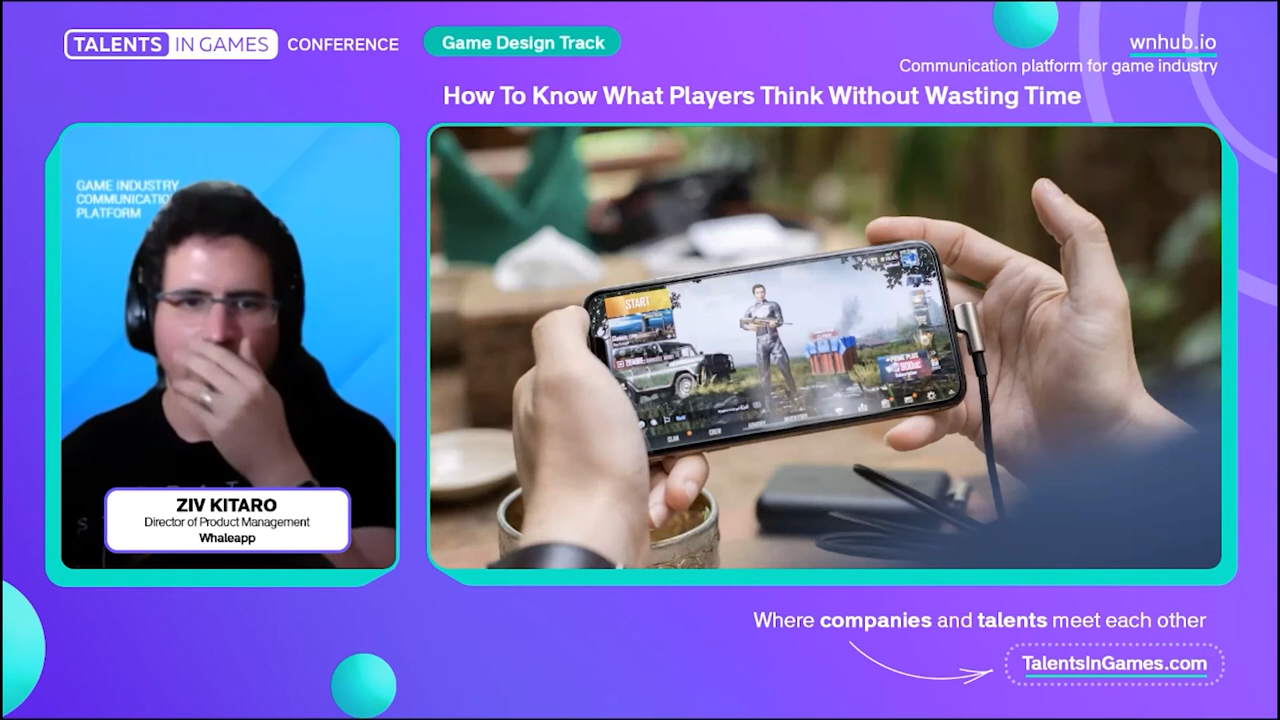 TALENTS IN GAMES CONFERENCE
Game Design Track
wnhub.io
Communication platform for game industry
How To Know What Players Think Without Wasting Time
GAME INDUSTRY
COMMUNICATIO
PLATFORM
START
CLAN
CREW
ZIV KITARO
Director of Product Management
Whaleapp
Where companies and talents meet each other
TalentsInGames.com